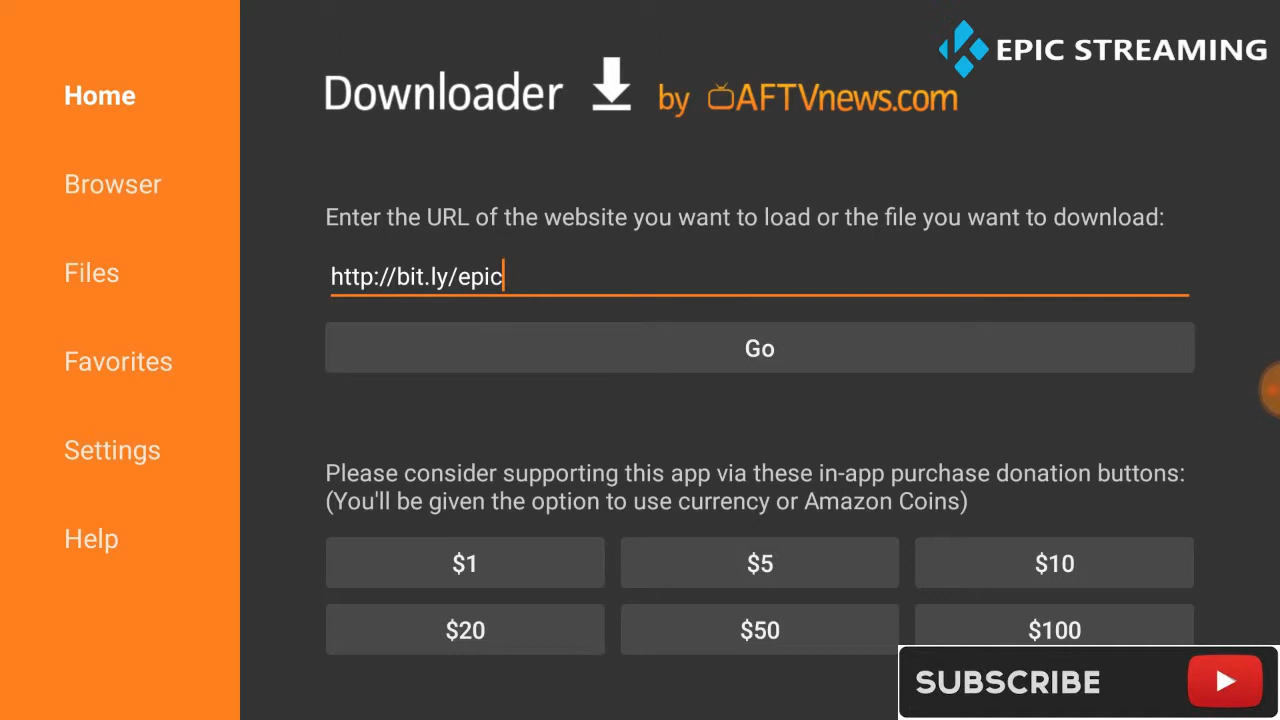 EPIC STREAMING
Home
Downloader by AFTVnews.com
Browser
Enter the URL of the website you want to load or the file you want to download:
Files
http://bit.ly/epic
Go
Favorites
Settings
Please consider supporting this app via these in-app purchase donation buttons:
(You'll be given the option to use currency or Amazon Coins)
Help
$1 $5 $10
$20 $50 $100
SUBSCRIBE